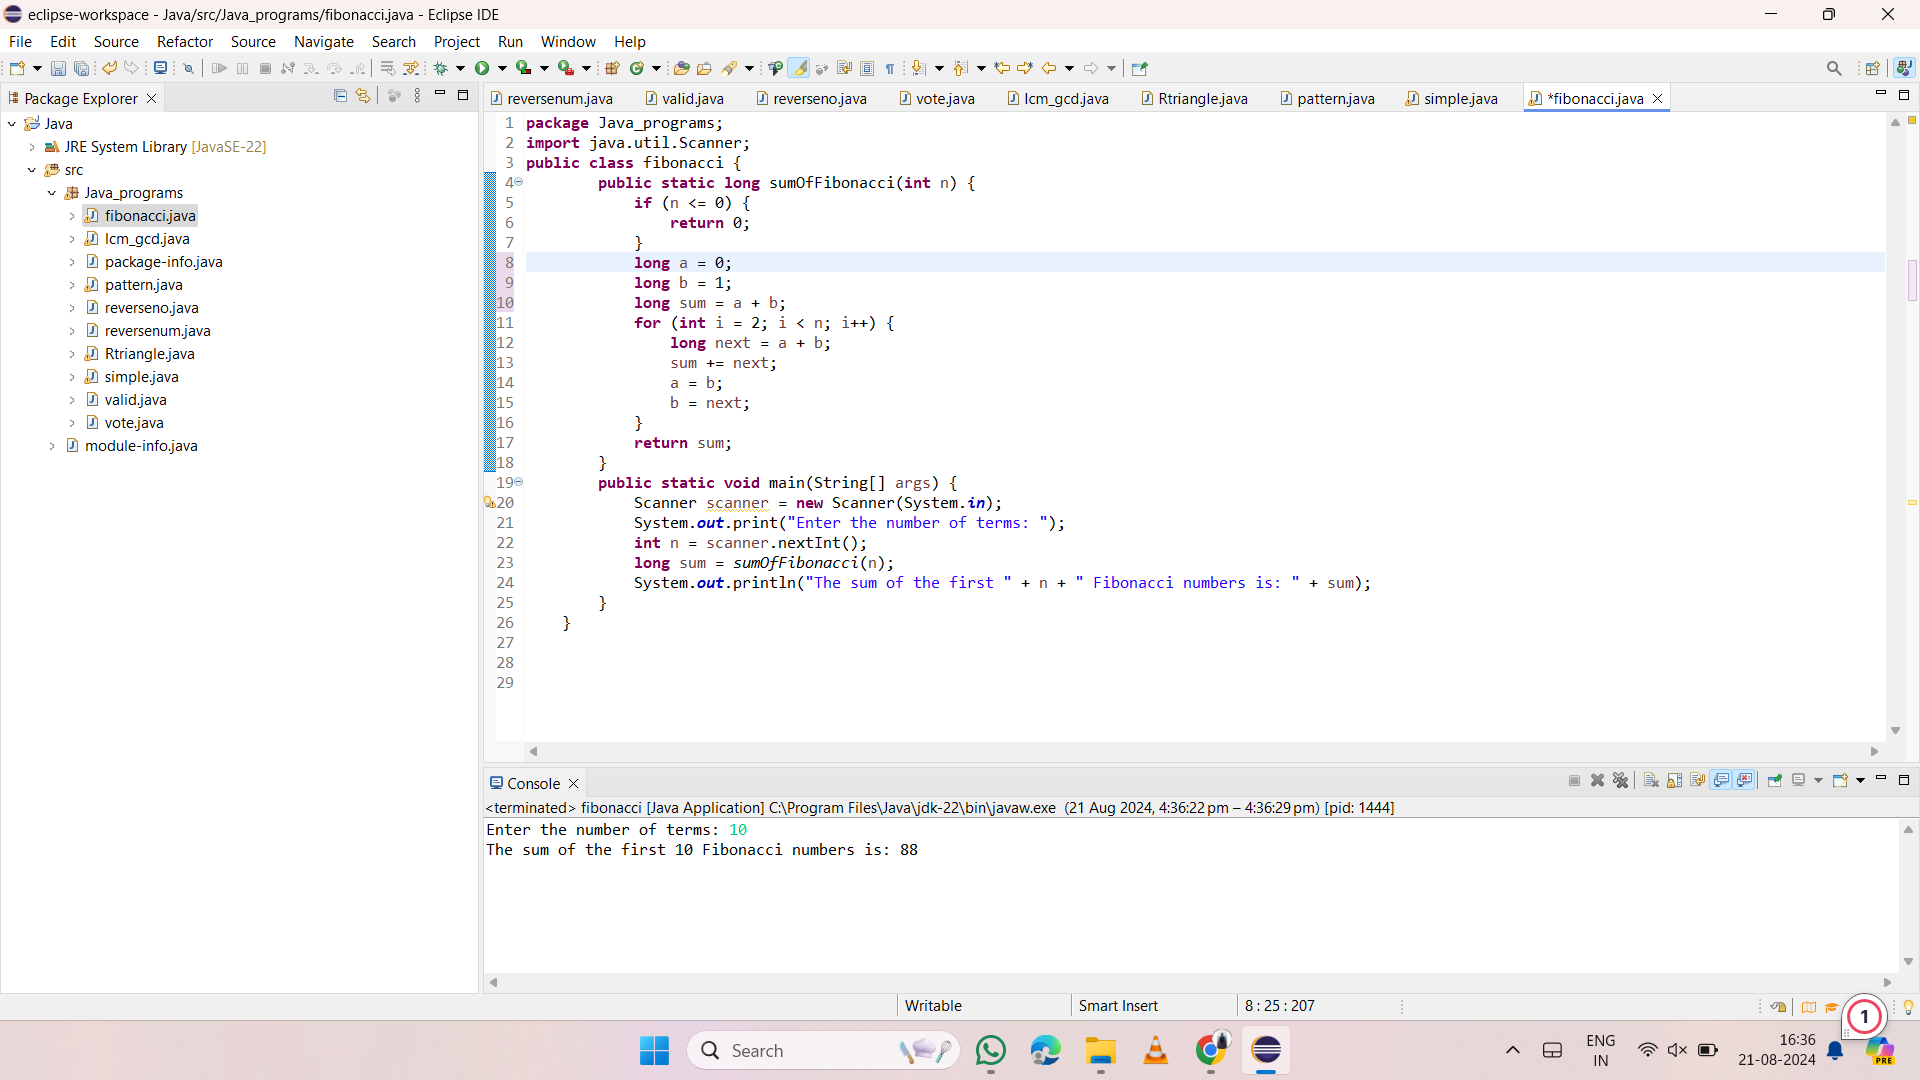 eclipse-workspace - Java/src/Java_programs/fibonacci.java - Eclipse IDE
File Edit Source Refactor Source Navigate Search Project Run Window Help
Package Explorer
Java
JRE System Library [JavaSE-22]
src
Java_programs
fibonacci.java
lcm_gcd.java
package-info.java
pattern.java
reverseno.java
reversenum.java
Rtriangle.java
simple.java
valid.java
vote.java
module-info.java
reversenum.java valid.java reverseno.java vote.java lcm_gcd.java Rtriangle.java pattern.java simple.java *fibonacci.java
1 package Java_programs;
2 import java.util.Scanner;
3 public class fibonacci {
4 public static long sumOfFibonacci(int n) {
5 if (n <= 0) {
6 return 0;
7 }
8 long a = 0;
9 long b = 1;
10 long sum = a + b;
11 for (int i = 2; i < n; i++) {
12 long next = a + b;
13 sum += next;
14 a = b;
15 b = next;
16 }
17 return sum;
18 }
19 public static void main(String[] args) {
20 Scanner scanner = new Scanner(System.in);
21 System.out.print("Enter the number of terms: ");
22 int n = scanner.nextInt();
23 long sum = sumOfFibonacci(n);
24 System.out.println("The sum of the first " + n + " Fibonacci numbers is: " + sum);
25 }
26 }
27
28
29
Console
<terminated> fibonacci [Java Application] C:\Program Files\Java\jdk-22\bin\javaw.exe (21 Aug 2024, 4:36:22 pm – 4:36:29 pm) [pid: 1444]
Enter the number of terms: 10
The sum of the first 10 Fibonacci numbers is: 88
Writable Smart Insert 8 : 25 : 207
1
Search
ENG
IN
16:36
21-08-2024
PRE